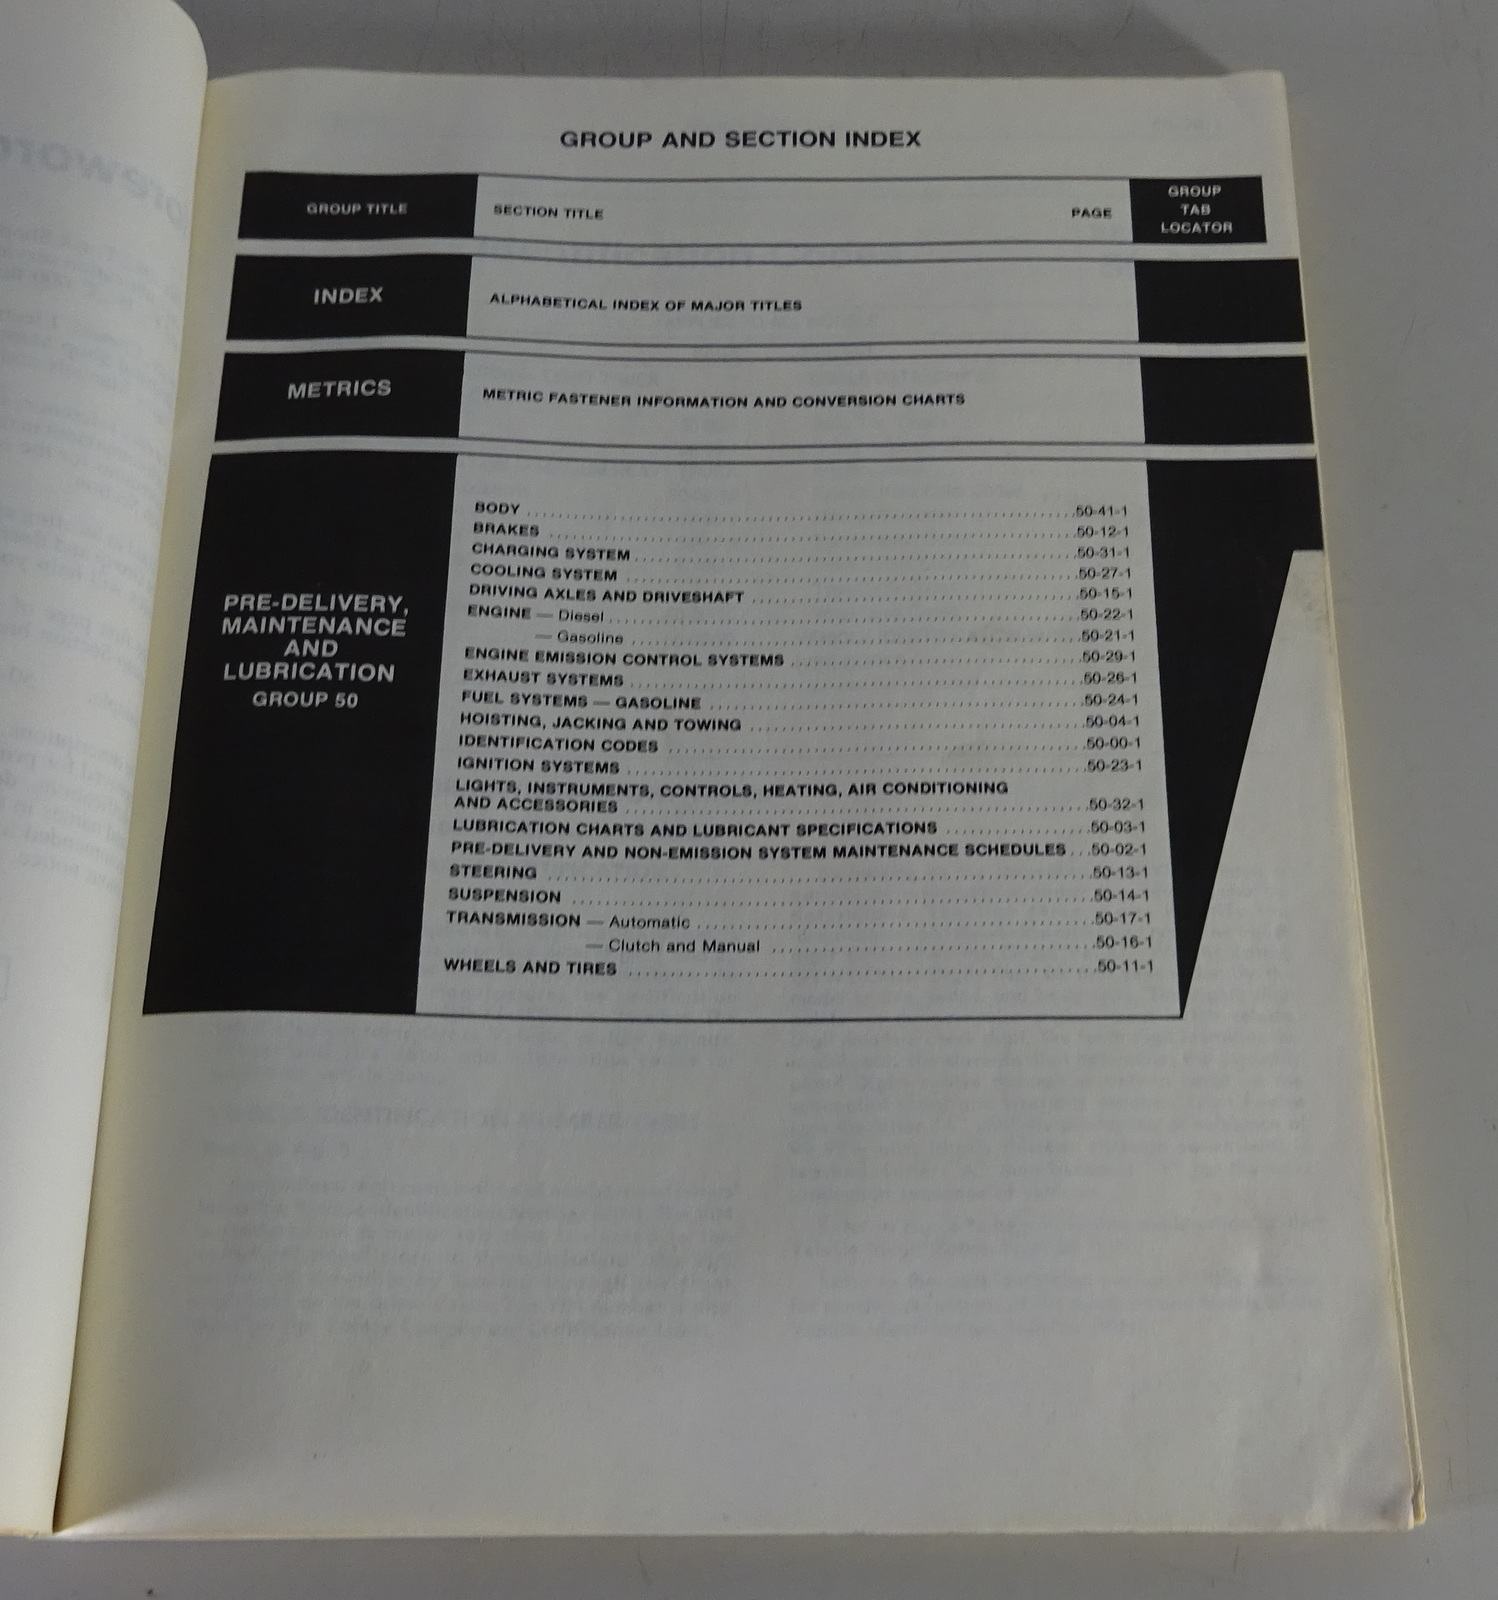 GROUP AND SECTION INDEX
GROUP TITLE
SECTION TITLE
PAGE
GROUP
TAB
LOCATOR
INDEX
ALPHABETICAL INDEX OF MAJOR TITLES
METRICS
METRIC FASTENER INFORMATION AND CONVERSION CHARTS
PRE-DELIVERY,
MAINTENANCE
AND
LUBRICATION
GROUP 50
BODY ..... 50-41-1
BRAKES ..... 50-12-1
CHARGING SYSTEM ..... 50-31-1
COOLING SYSTEM ..... 50-27-1
DRIVING AXLES AND DRIVESHAFT ..... 50-15-1
ENGINE — Diesel ..... 50-22-1
— Gasoline ..... 50-21-1
ENGINE EMISSION CONTROL SYSTEMS ..... 50-29-1
EXHAUST SYSTEMS ..... 50-26-1
FUEL SYSTEMS — GASOLINE ..... 50-24-1
HOISTING, JACKING AND TOWING ..... 50-04-1
IDENTIFICATION CODES ..... 50-00-1
IGNITION SYSTEMS ..... 50-23-1
LIGHTS, INSTRUMENTS, CONTROLS, HEATING, AIR CONDITIONING
AND ACCESSORIES ..... 50-32-1
LUBRICATION CHARTS AND LUBRICANT SPECIFICATIONS ..... 50-03-1
PRE-DELIVERY AND NON-EMISSION SYSTEM MAINTENANCE SCHEDULES ... 50-02-1
STEERING ..... 50-13-1
SUSPENSION ..... 50-14-1
TRANSMISSION — Automatic ..... 50-17-1
— Clutch and Manual ..... 50-16-1
WHEELS AND TIRES ..... 50-11-1